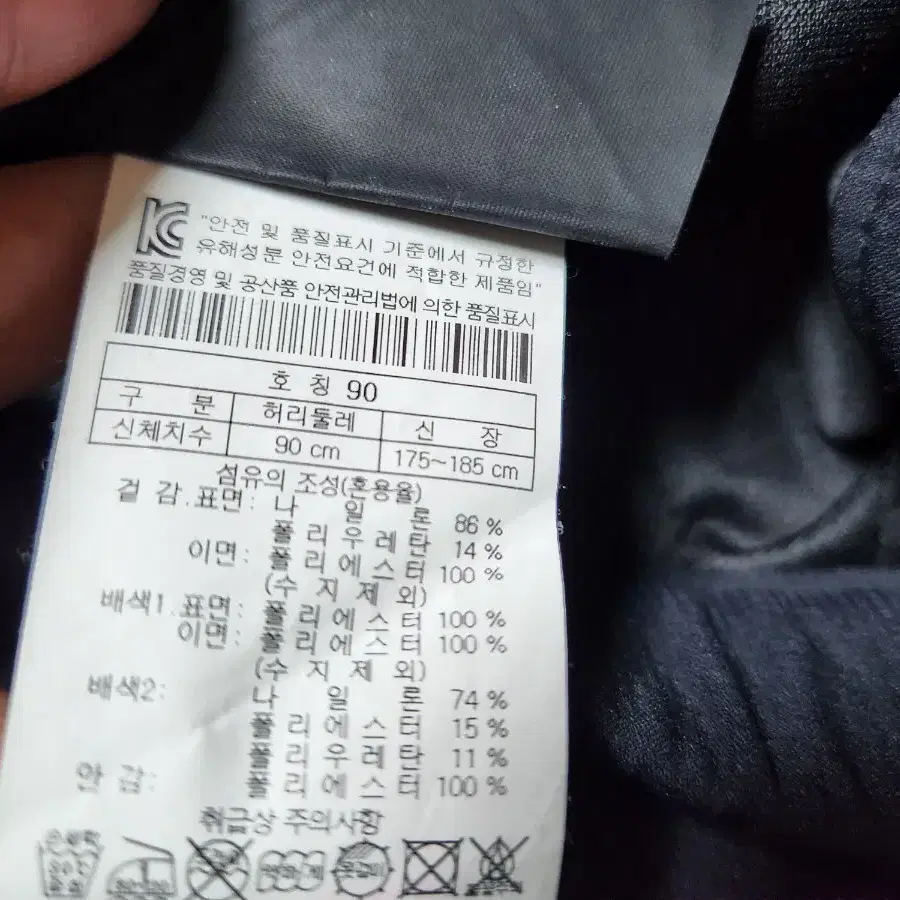 KC "안전 및 품질표시 기준에서 규정한
유해성분 안전요건에 적합한 제품임"
품질경영 및 공산품 안전관리법에 의한 품질표시
호 칭 90
구 분 허리둘레 신 장
신체치수 90 cm 175~185 cm
섬유의 조성(혼용율)
겉 감.표면: 나 일 론 86 %
폴 리 우 레 탄 14 %
이면: 폴 리 에 스 터 100 %
(수 지 제 외)
배색1.표면: 폴 리 에 스 터 100 %
이면: 폴 리 에 스 터 100 %
(수 지 제 외)
배색2: 나 일 론 74 %
폴 리 에 스 터 15 %
폴 리 우 레 탄 11 %
안 감: 폴 리 에 스 터 100 %
취급상 주의사항